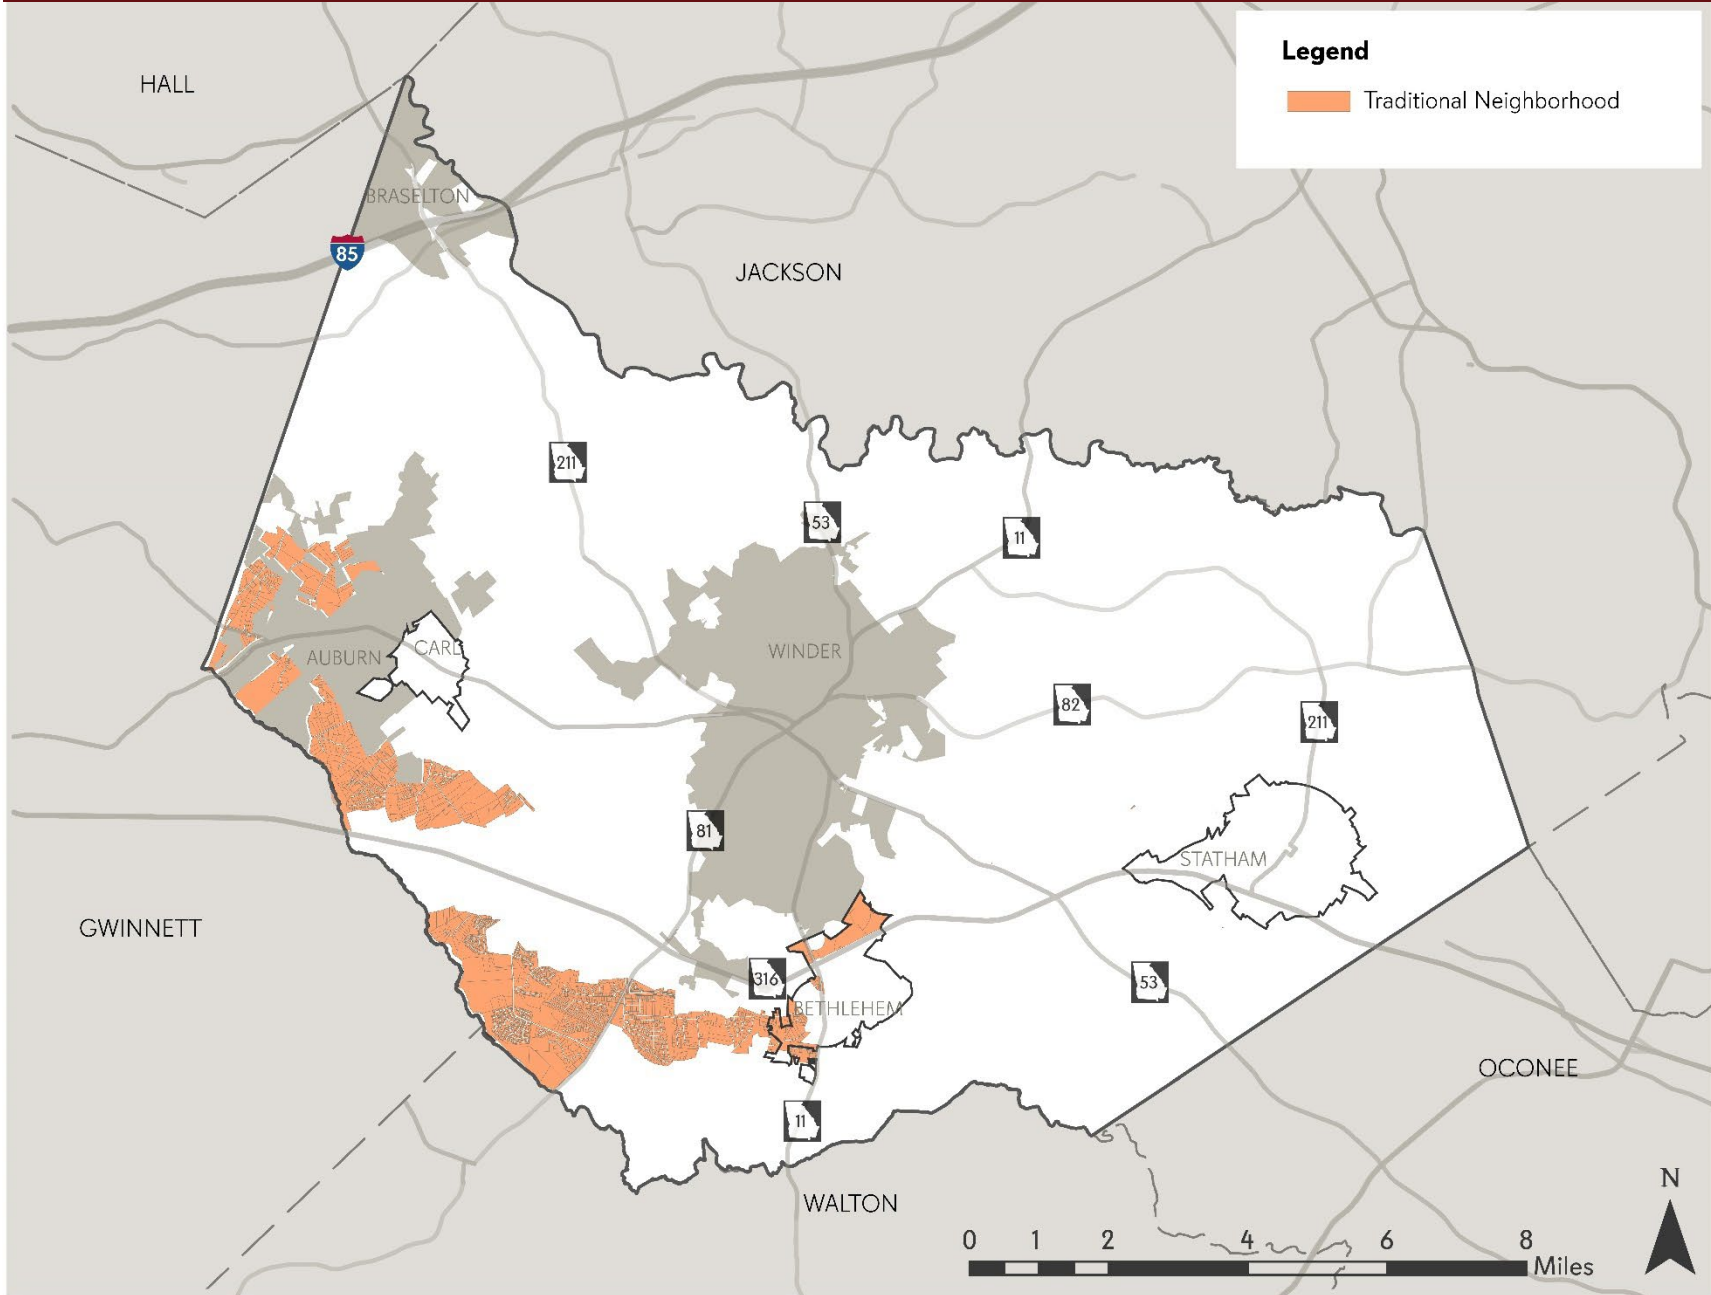 Legend
Traditional Neighborhood
HALL
BRASELTON
85
JACKSON
211
53
11
CARL
AUBURN
WINDER
82
211
81
STATHAM
GWINNETT
316
53
BETHLEHEM
OCONEE
11
WALTON
N
0 1 2 4 6 8
Miles